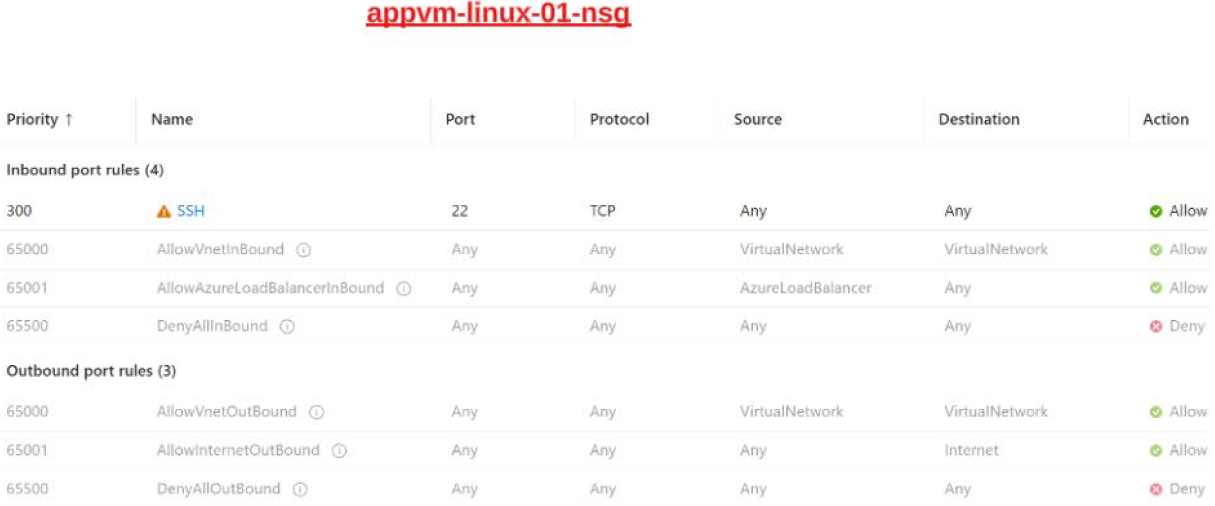 appvm-linux-01-nsg
Priority ↑ Name Port Protocol Source Destination Action
Inbound port rules (4)
300 SSH 22 TCP Any Any Allow
65000 AllowVnetInBound Any Any VirtualNetwork VirtualNetwork Allow
65001 AllowAzureLoadBalancerInBound Any Any AzureLoadBalancer Any Allow
65500 DenyAllInBound Any Any Any Any Deny
Outbound port rules (3)
65000 AllowVnetOutBound Any Any VirtualNetwork VirtualNetwork Allow
65001 AllowInternetOutBound Any Any Any Internet Allow
65500 DenyAllOutBound Any Any Any Any Deny